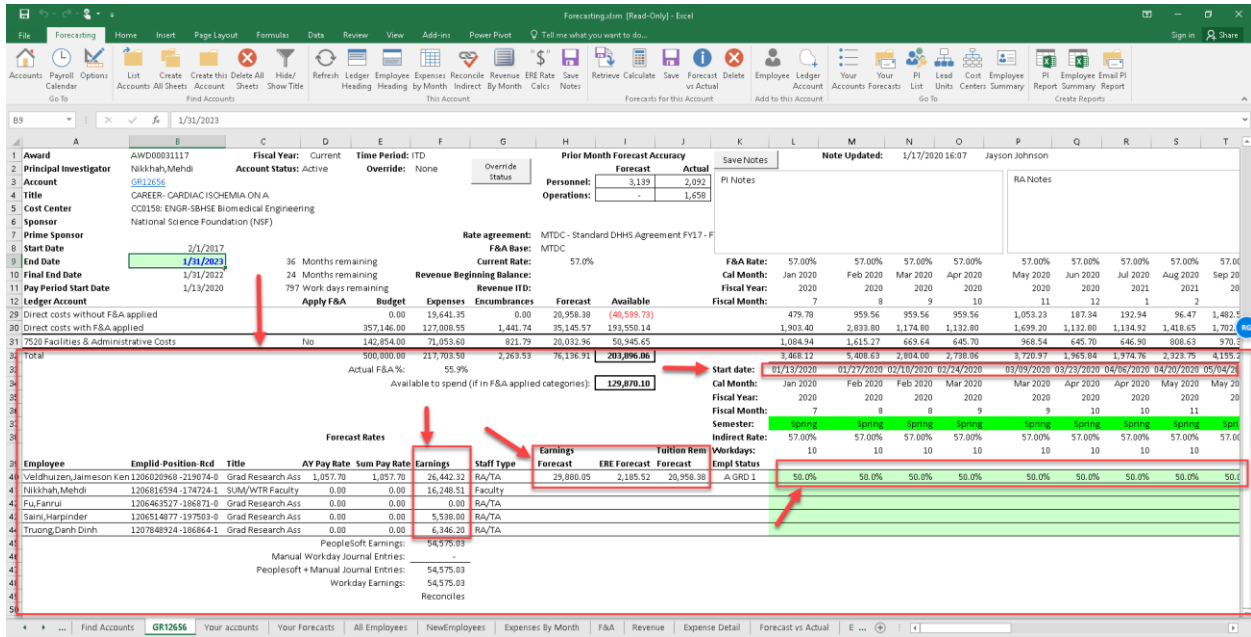 Forecasting.xlsm [Read-Only] - Excel
File Forecasting Home Insert Page Layout Formulas Data Review View Add-ins Power Pivot Tell me what you want to do... Sign in Share
Accounts Payroll Calendar Options List Accounts Create All Sheets Create this Account Delete All Sheets Hide/ Show Title Refresh Ledger Heading Employee Heading Expenses by Month Reconcile Indirect Revenue By Month ERE Rate Calcs Save Notes Retrieve Calculate Save Forecast vs Actual Delete Employee Ledger Account Your Accounts Your Forecasts PI List Lead Units Cost Centers Employee Summary PI Report Employee Summary Email PI Report
Go To Find Accounts This Account Forecasts for this Account Add to this Account Go To Create Reports
B9 fx 1/31/2023
A B C D E F G H I J K L M N O P Q R S T
1 Award AWD00031117 Fiscal Year: Current Time Period: ITD Override Status Prior Month Forecast Accuracy Save Notes Note Updated: 1/17/2020 16:07 Jayson Johnson
2 Principal Investigator Nikkhah,Mehdi Account Status: Active Override: None Forecast Actual
3 Account GR12656 Personnel: 3,139 2,092 PI Notes RA Notes
4 Title CAREER- CARDIAC ISCHEMIA ON A Operations: - 1,658
5 Cost Center CC0158: ENGR-SBHSE Biomedical Engineering
6 Sponsor National Science Foundation (NSF)
7 Prime Sponsor Rate agreement: MTDC - Standard DHHS Agreement FY17 - F
8 Start Date 2/1/2017 F&A Base: MTDC
9 End Date 1/31/2023 36 Months remaining Current Rate: 57.0% F&A Rate: 57.00% 57.00% 57.00% 57.00% 57.00% 57.00% 57.00% 57.00% 57.00
10 Final End Date 1/31/2022 24 Months remaining Revenue Beginning Balance: Cal Month: Jan 2020 Feb 2020 Mar 2020 Apr 2020 May 2020 Jun 2020 Jul 2020 Aug 2020 Sep 20
11 Pay Period Start Date 1/13/2020 797 Work days remaining Revenue ITD: Fiscal Year: 2020 2020 2020 2020 2020 2020 2021 2021 20
12 Ledger Account Apply F&A Budget Expenses Encumbrances Forecast Available Fiscal Month: 7 8 9 10 11 12 1 2
29 Direct costs without F&A applied 0.00 19,641.35 0.00 20,958.38 (40,599.73) 479.78 959.56 959.56 959.56 1,053.23 187.34 192.94 96.47 1,482.5
30 Direct costs with F&A applied 357,146.00 127,008.55 1,441.74 35,145.57 193,550.14 1,903.40 2,833.80 1,174.80 1,132.80 1,699.20 1,132.80 1,134.92 1,418.65 1,702. RG
31 7520 Facilities & Administrative Costs No 142,854.00 71,053.60 821.79 20,032.96 50,945.65 1,084.94 1,615.27 669.64 645.70 968.54 645.70 646.90 808.63 970.3
32 Total 500,000.00 217,703.50 2,263.53 76,136.91 203,896.06 3,468.12 5,408.63 2,804.00 2,738.06 3,720.97 1,965.84 1,974.76 2,323.75 4,155.2
Actual F&A %: 55.9% Start date: 01/13/2020 01/27/2020 02/10/2020 02/24/2020 03/09/2020 03/23/2020 04/06/2020 04/20/2020 05/04/20
Available to spend (if in F&A applied categories): 129,870.10 Cal Month: Jan 2020 Feb 2020 Feb 2020 Mar 2020 Mar 2020 Apr 2020 Apr 2020 May 2020 May 20
Fiscal Year: 2020 2020 2020 2020 2020 2020 2020 2020 20
Fiscal Month: 7 8 8 9 9 10 10 11
Semester: Spring Spring Spring Spring Spring Spring Spring Spring Spri
Forecast Rates Indirect Rate: 57.00% 57.00% 57.00% 57.00% 57.00% 57.00% 57.00% 57.00% 57.00
Earnings Tuition Rem Workdays: 10 10 10 10 10 10 10 10
39 Employee Emplid-Position-Rcd Title AY Pay Rate Sum Pay Rate Earnings Staff Type Forecast ERE Forecast Forecast Empl Status
40 Veldhuizen,Jaimeson Ken 1206020968 -219074-0 Grad Research Ass 1,057.70 1,057.70 26,442.32 RA/TA 29,880.05 2,185.52 20,958.38 A GRD 1 50.0% 50.0% 50.0% 50.0% 50.0% 50.0% 50.0% 50.0% 50.0
41 Nikkhah,Mehdi 1206816594 -174724-1 SUM/WTR Faculty 0.00 0.00 16,248.51 Faculty
42 Fu,Fanrui 1206463527 -186871-0 Grad Research Ass 0.00 0.00 0.00 RA/TA
43 Saini,Harpinder 1206514877 -197503-0 Grad Research Ass 0.00 0.00 5,538.00 RA/TA
44 Truong,Danh Dinh 1207848924 -186864-1 Grad Research Ass 0.00 0.00 6,346.20 RA/TA
PeopleSoft Earnings: 54,575.03
Manual Workday Journal Entries: -
Peoplesoft + Manual Journal Entries: 54,575.03
Workday Earnings: 54,575.03
Reconciles
... Find Accounts GR12656 Your accounts Your Forecasts All Employees NewEmployees Expenses By Month F&A Revenue Expense Detail Forecast vs Actual E ...